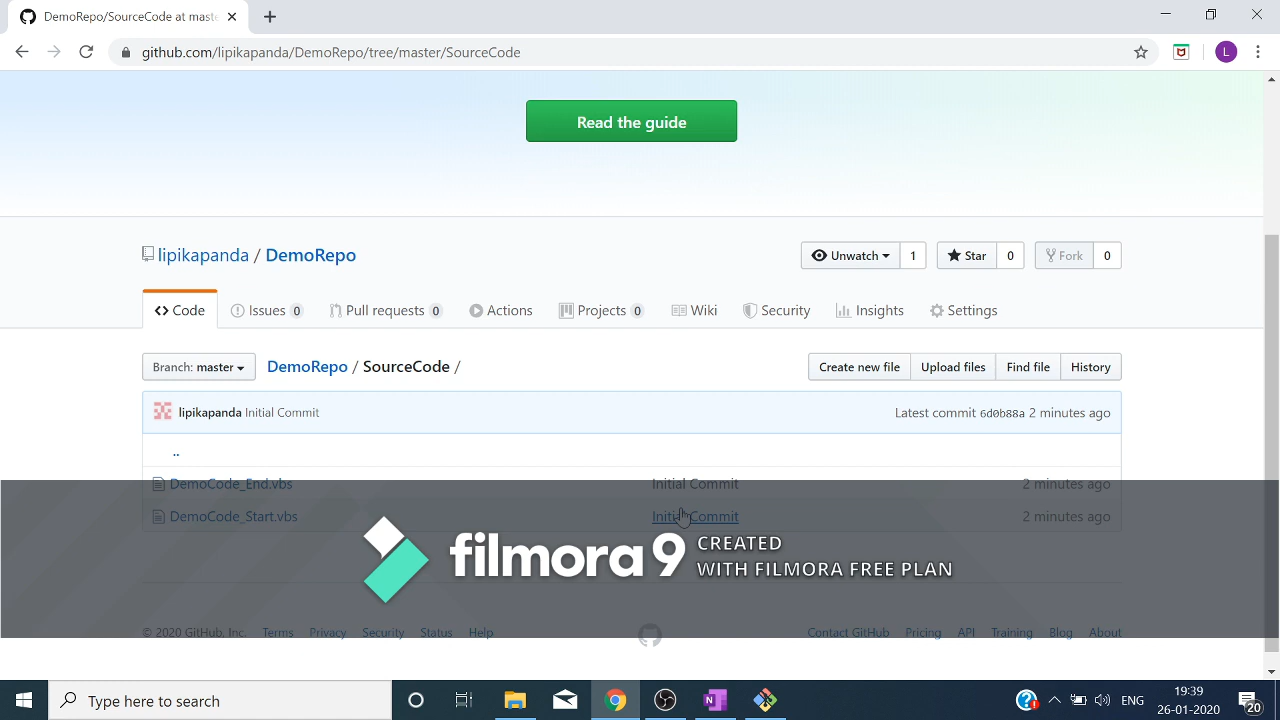 DemoRepo/SourceCode at maste
github.com/lipikapanda/DemoRepo/tree/master/SourceCode
L
Read the guide
lipikapanda / DemoRepo
Unwatch 1 Star 0 Fork 0
Code Issues 0 Pull requests 0 Actions Projects 0 Wiki Security Insights Settings
Branch: master DemoRepo / SourceCode / Create new file Upload files Find file History
lipikapanda Initial Commit Latest commit 6d0b88a 2 minutes ago
..
DemoCode_End.vbs Initial Commit 2 minutes ago
DemoCode_Start.vbs Initial Commit 2 minutes ago
filmora 9 CREATED
WITH FILMORA FREE PLAN
© 2020 GitHub, Inc. Terms Privacy Security Status Help Contact GitHub Pricing API Training Blog About
Type here to search
ENG
19:39
26-01-2020
20